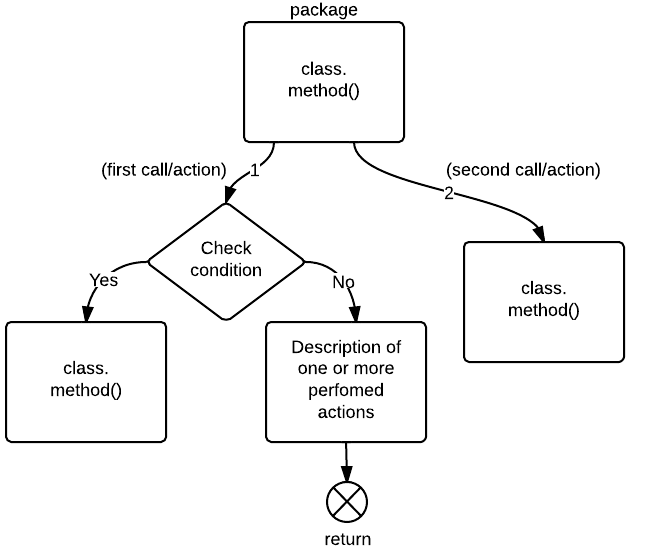 package
class.
method()
(first call/action)
1
(second call/action)
2
Check
condition
Yes
No
class.
method()
class.
method()
Description of
one or more
perfomed
actions
return